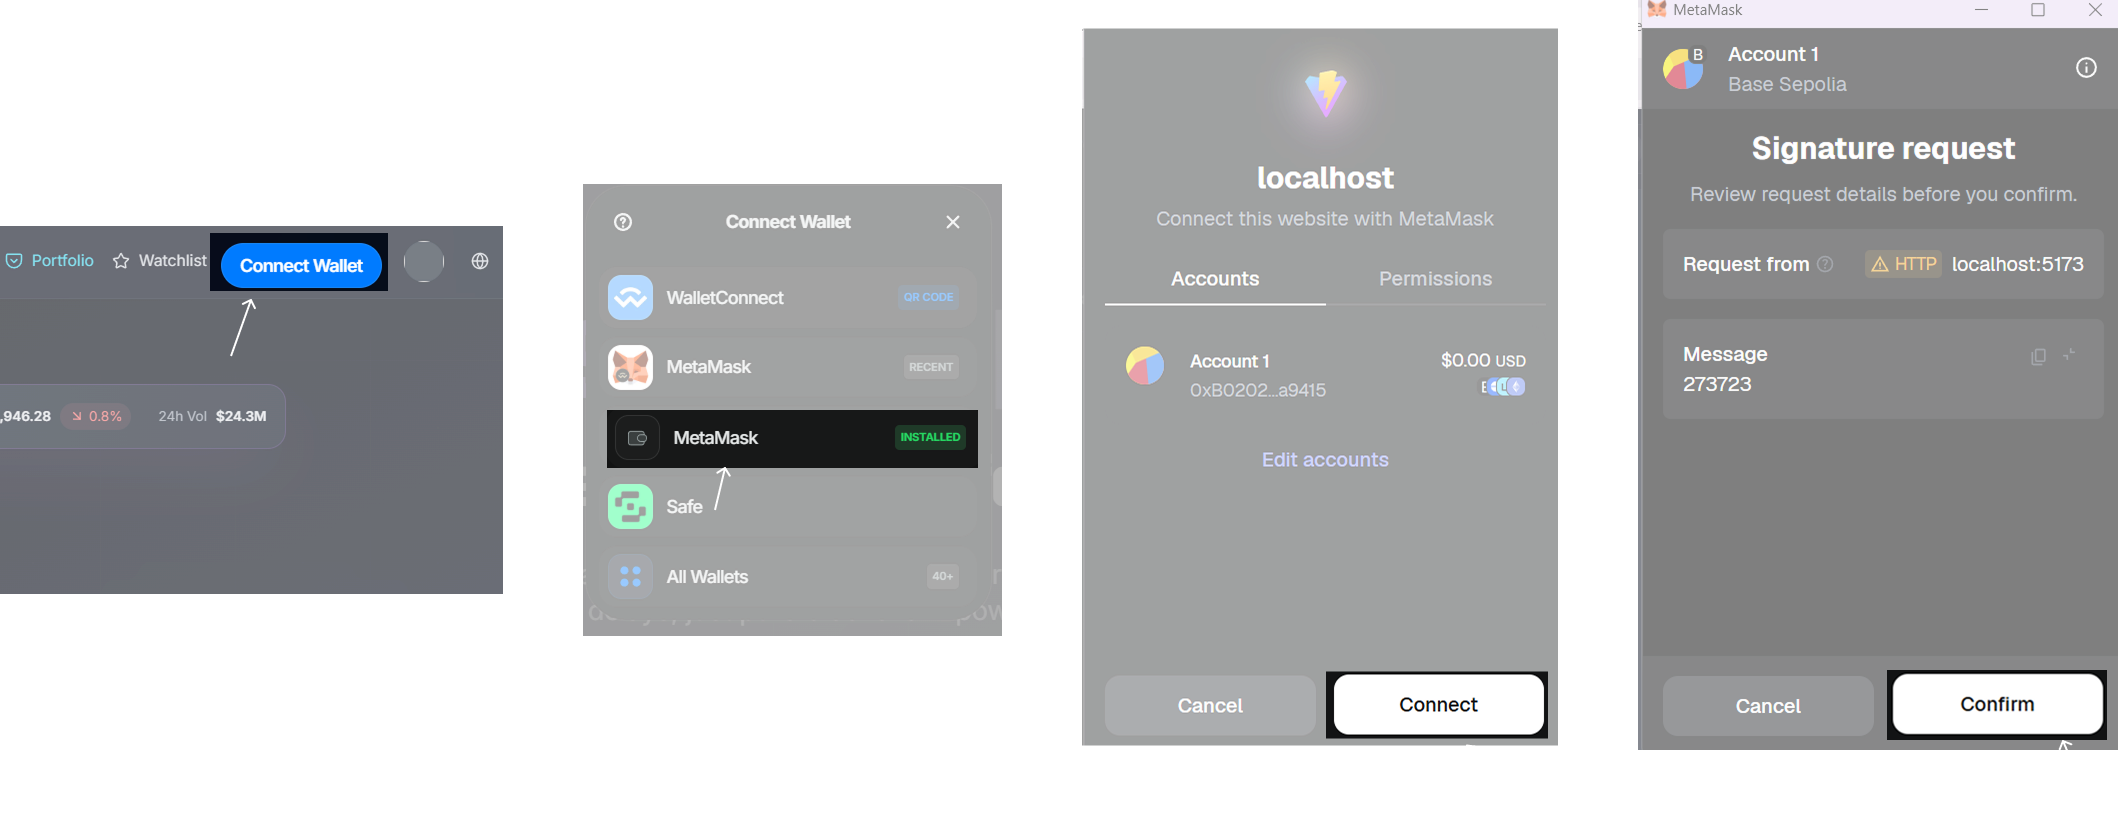 Portfolio
Watchlist
Connect Wallet
,946.28
0.8%
24h Vol $24.3M
Connect Wallet
WalletConnect
QR CODE
MetaMask
RECENT
MetaMask
INSTALLED
Safe
All Wallets
40+
localhost
Connect this website with MetaMask
Accounts
Permissions
Account 1
$0.00 USD
0xB0202...a9415
Edit accounts
Cancel
Connect
MetaMask
B
Account 1
Base Sepolia
Signature request
Review request details before you confirm.
Request from
HTTP
localhost:5173
Message
273723
Cancel
Confirm